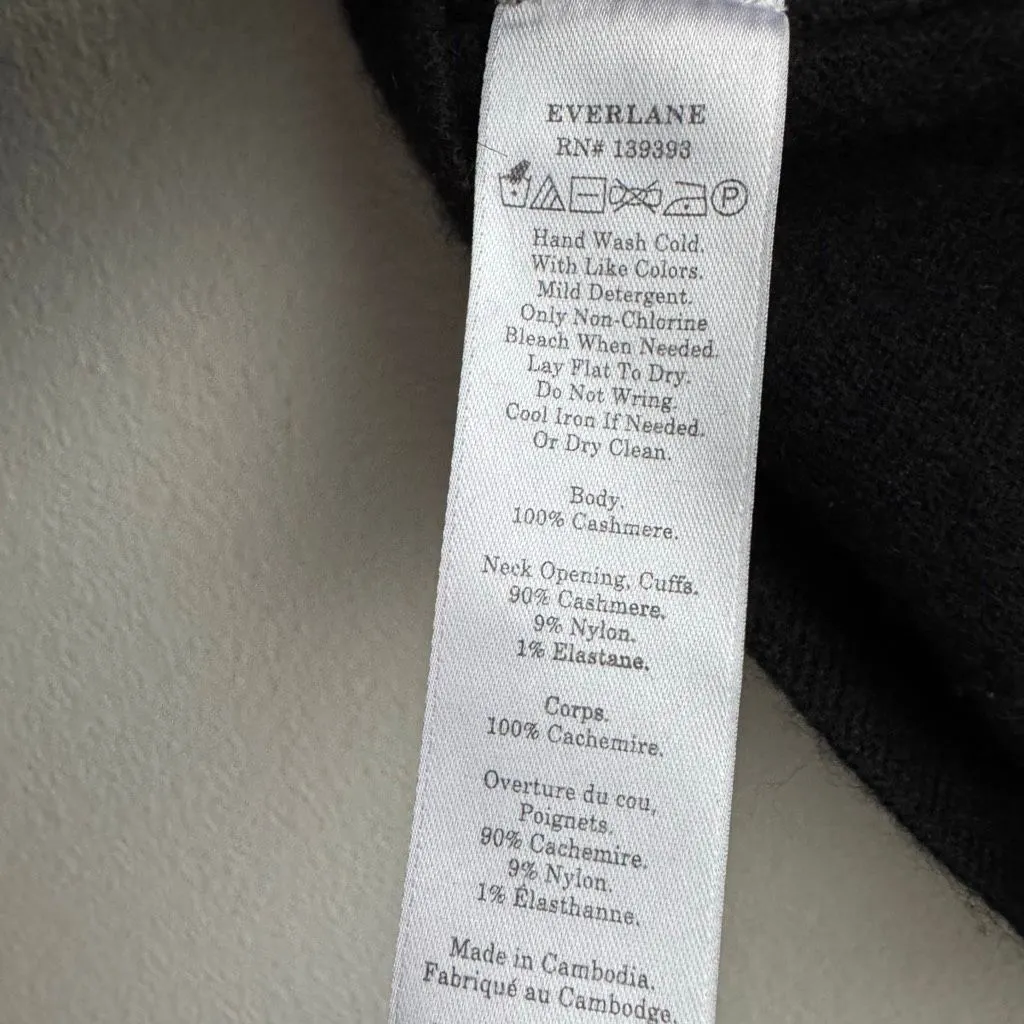 EVERLANE
RN# 139393
P
Hand Wash Cold.
With Like Colors.
Mild Detergent.
Only Non-Chlorine
Bleach When Needed.
Lay Flat To Dry.
Do Not Wring.
Cool Iron If Needed.
Or Dry Clean.
Body.
100% Cashmere.
Neck Opening, Cuffs.
90% Cashmere.
9% Nylon.
1% Elastane.
Corps.
100% Cachemire.
Overture du cou,
Poignets.
90% Cachemire.
9% Nylon.
1% Élasthanne.
Made in Cambodia.
Fabriqué au Cambodge.